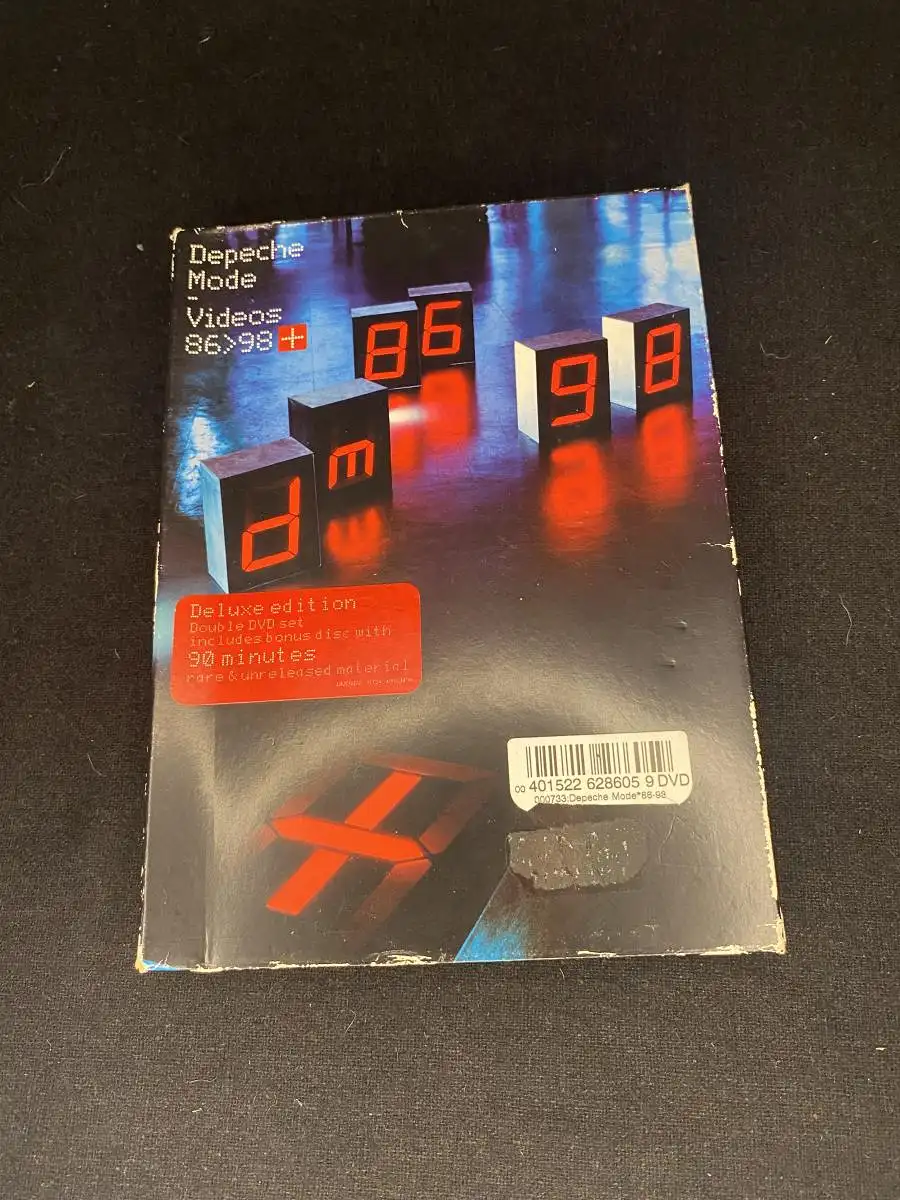 Depeche
Mode
-
Videos
86>98 +
86
98
m
d
Deluxe edition
Double DVD set
includes bonus disc with
90 minutes
rare & unreleased material
00 401522 628605 9 DVD
000733:Depeche Mode*86-98